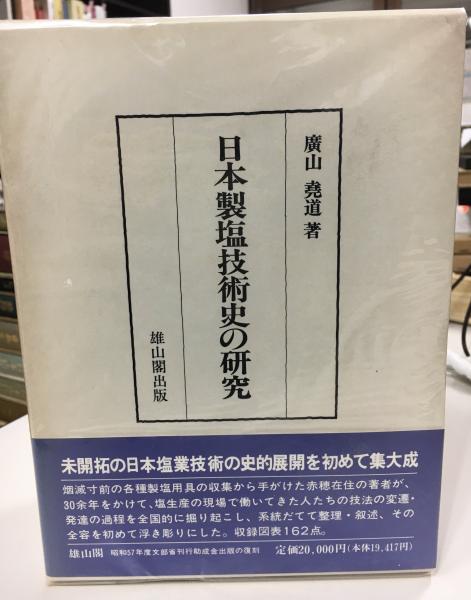 廣山 堯道 著
日本製塩技術史の研究
雄山閣出版
未開拓の日本塩業技術の史的展開を初めて集大成
烟滅寸前の各種製塩用具の収集から手がけた赤穂在住の著者が、
30余年をかけて、塩生産の現場で働いてきた人たちの技法の変遷・
発達の過程を全国的に掘り起こし、系統だてて整理・叙述、その
全容を初めて浮き彫りにした。収録図表162点。
雄山閣 昭和57年度文部省刊行助成金出版の復刻 定価20,000円(本体19,417円)